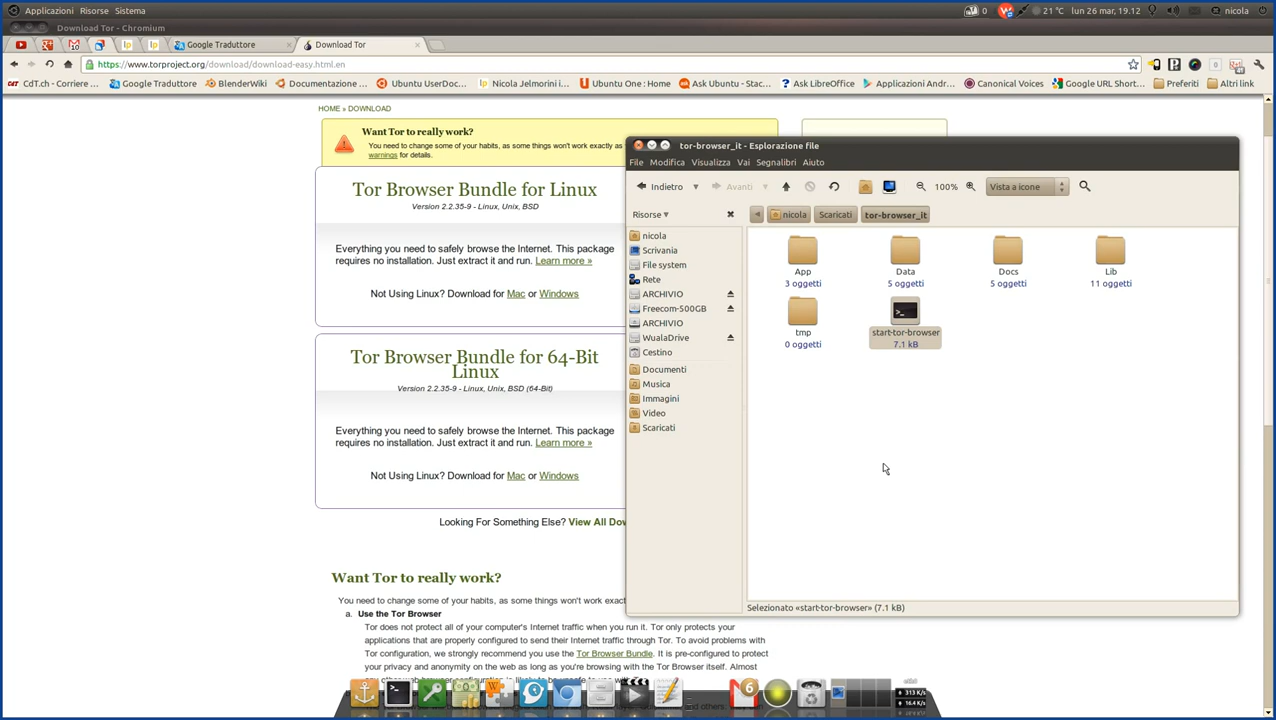 Applicazioni Risorse Sistema
0 21 °C lun 26 mar, 19.12 nicola
Download Tor - Chromium
10 Google Traduttore Download Tor
https://www.torproject.org/download/download-easy.html.en
CdT.ch - Corriere ... Google Traduttore BlenderWiki Documentazione ... Ubuntu UserDoc... Nicola Jelmorini i... Ubuntu One : Home Ask Ubuntu - Stac... Ask LibreOffice Applicazioni Andr... Canonical Voices Google URL Short... Preferiti Altri link
HOME » DOWNLOAD
Want Tor to really work?
You need to change some of your habits, as some things won't work exactly as
warnings for details.
Tor Browser Bundle for Linux
Version 2.2.35-9 - Linux, Unix, BSD
Everything you need to safely browse the Internet. This package
requires no installation. Just extract it and run. Learn more »
Not Using Linux? Download for Mac or Windows
Tor Browser Bundle for 64-Bit
Linux
Version 2.2.35-9 - Linux, Unix, BSD (64-Bit)
Everything you need to safely browse the Internet. This package
requires no installation. Just extract it and run. Learn more »
Not Using Linux? Download for Mac or Windows
Looking For Something Else? View All Dow
Want Tor to really work?
You need to change some of your habits, as some things won't work exact
a. Use the Tor Browser
Tor does not protect all of your computer's Internet traffic when you run it. Tor only protects your
applications that are properly configured to send their Internet traffic through Tor. To avoid problems with
Tor configuration, we strongly recommend you use the Tor Browser Bundle. It is pre-configured to protect
your privacy and anonymity on the web as long as you're browsing with the Tor Browser itself. Almost
tor-browser_it - Esplorazione file
File Modifica Visualizza Vai Segnalibri Aiuto
Indietro Avanti 100% Vista a icone
Risorse nicola Scaricati tor-browser_it
nicola
Scrivania
File system
Rete
ARCHIVIO
Freecom-500GB
ARCHIVIO
WualaDrive
Cestino
Documenti
Musica
Immagini
Video
Scaricati
App Data Docs Lib
3 oggetti 5 oggetti 5 oggetti 11 oggetti
tmp start-tor-browser
0 oggetti 7.1 kB
Selezionato «start-tor-browser» (7.1 kB)
6
313 K/s
16.4 K/s